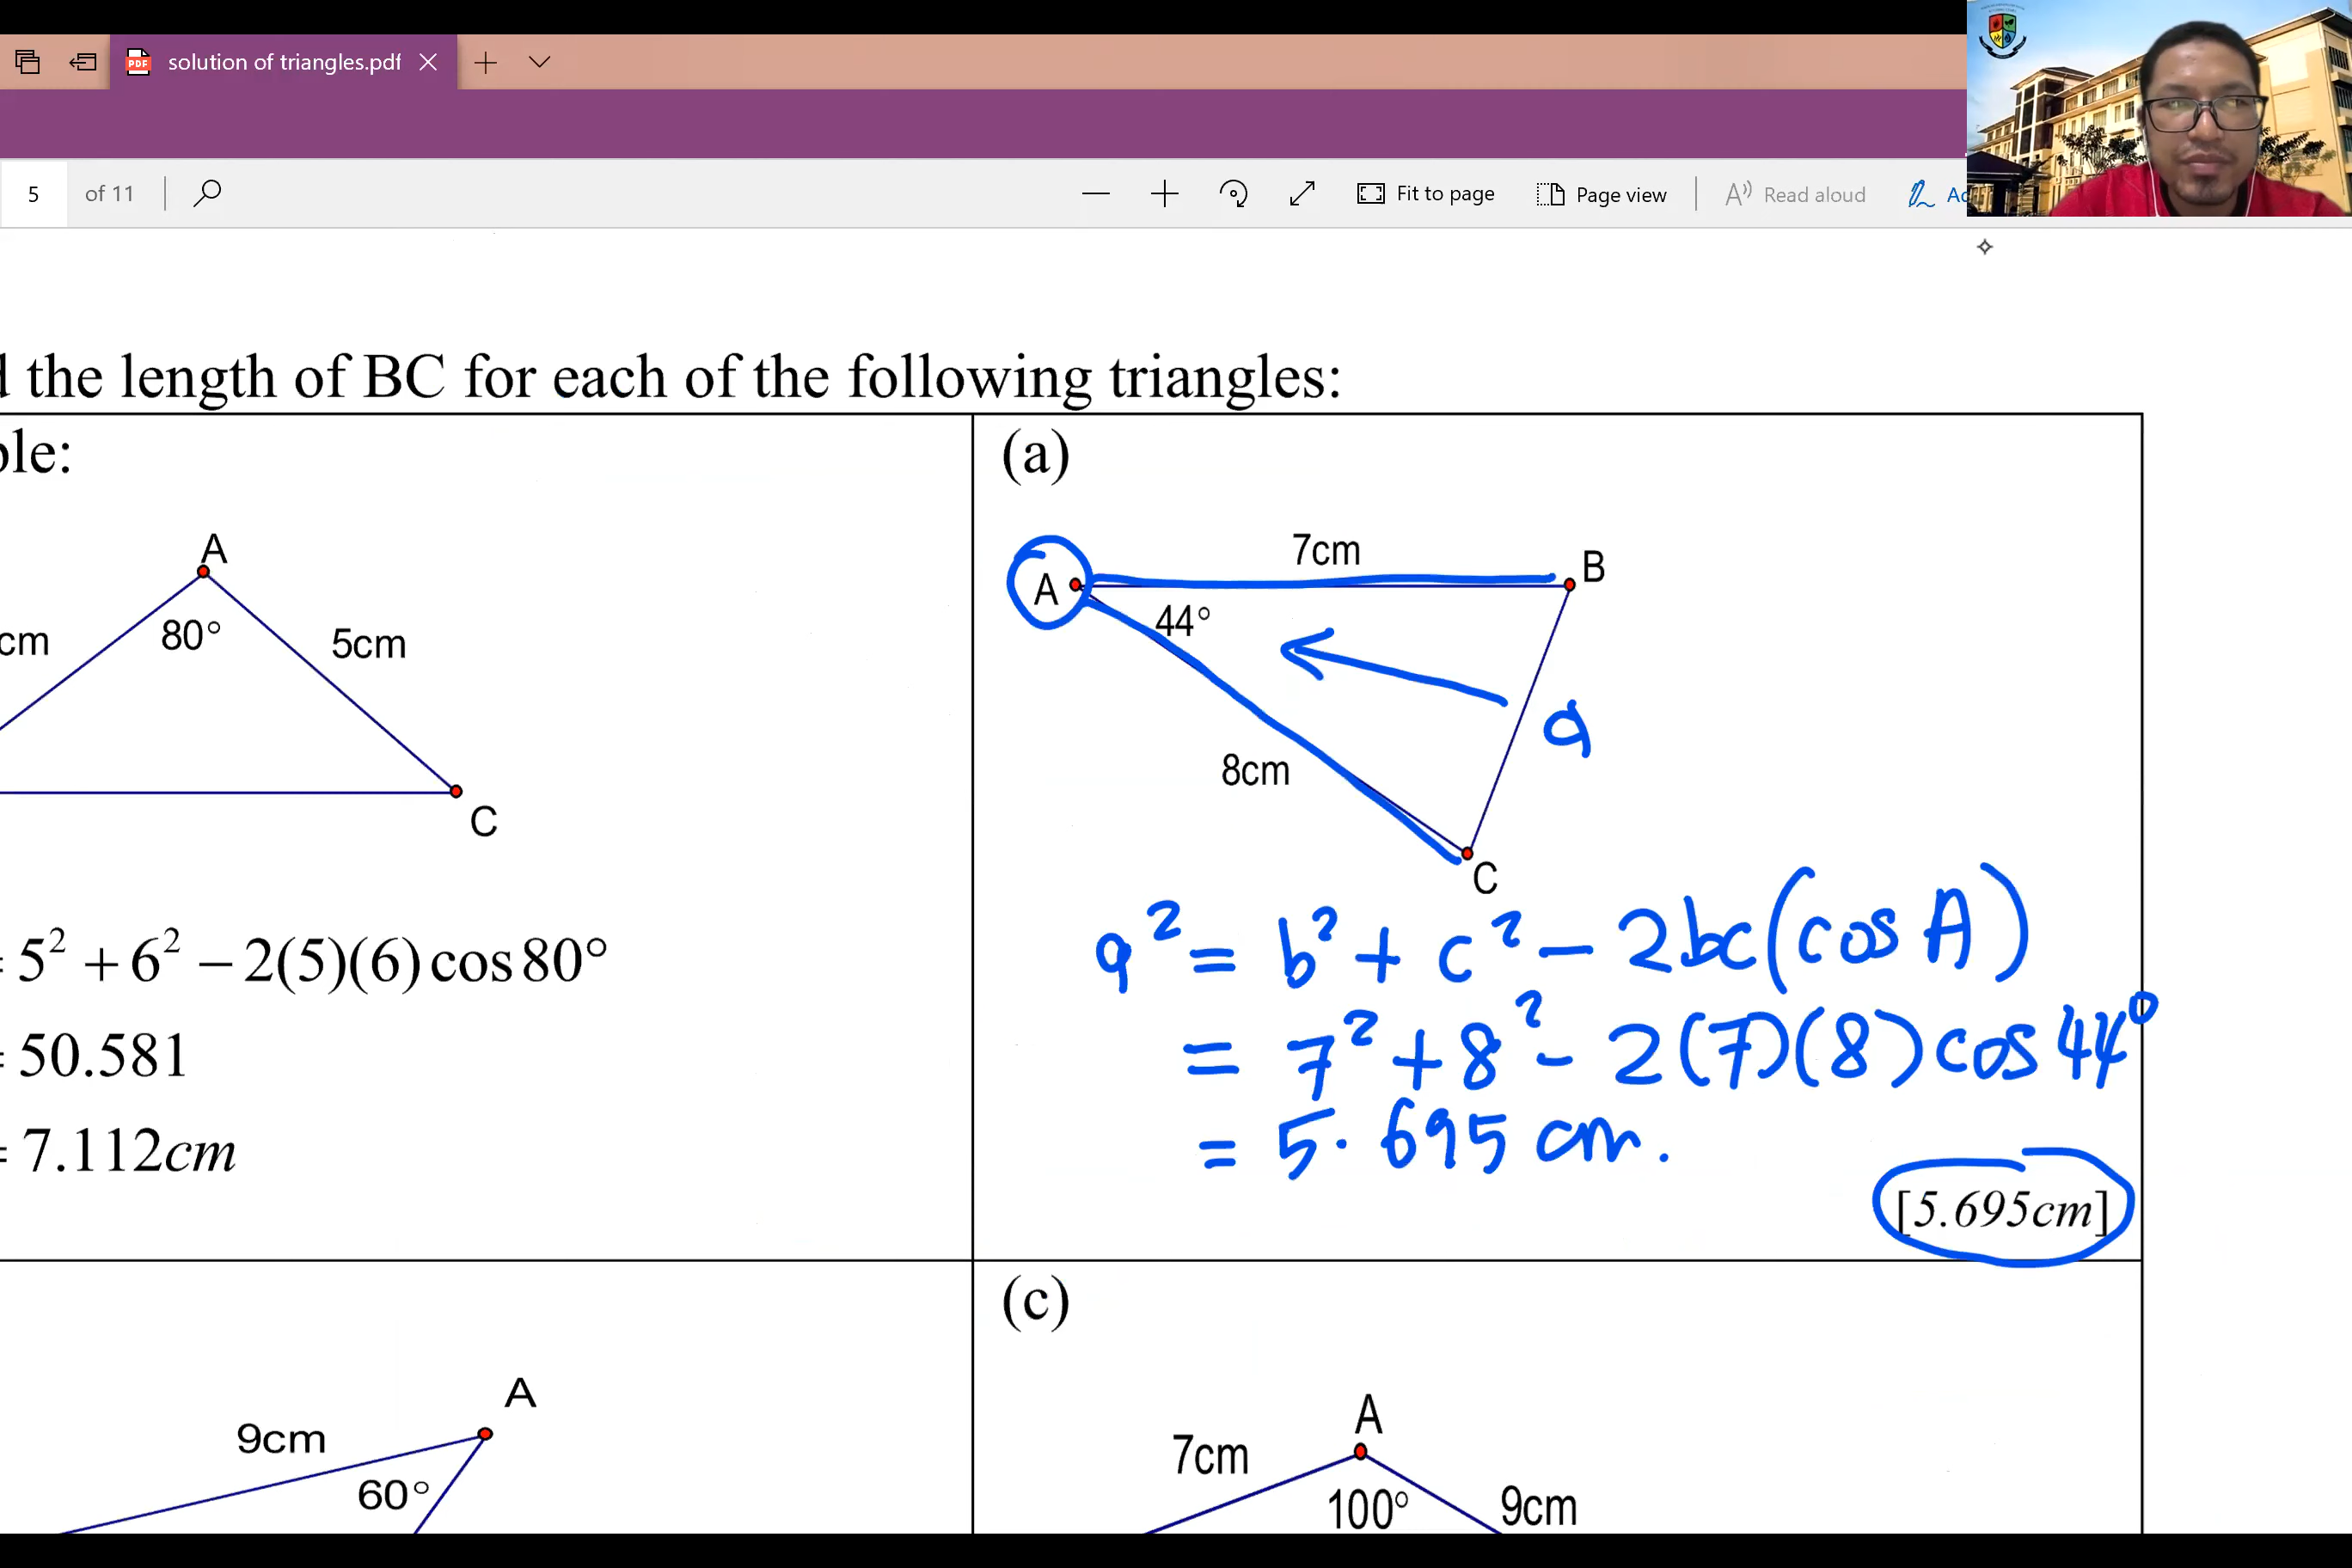 solution of triangles.pdf
5 of 11
Fit to page
Page view
Read aloud
the length of BC for each of the following triangles:
(a)
A
80°
cm
5cm
C
A
7cm
B
44°
8cm
a
C
5² + 6² − 2(5)(6) cos 80°
= 50.581
= 7.112cm
a² = b² + c² − 2bc(cos A)
= 7² + 8² − 2(7)(8) cos 44°
= 5.695 cm.
[5.695cm]
A
9cm
60°
(c)
A
7cm
100°
9cm